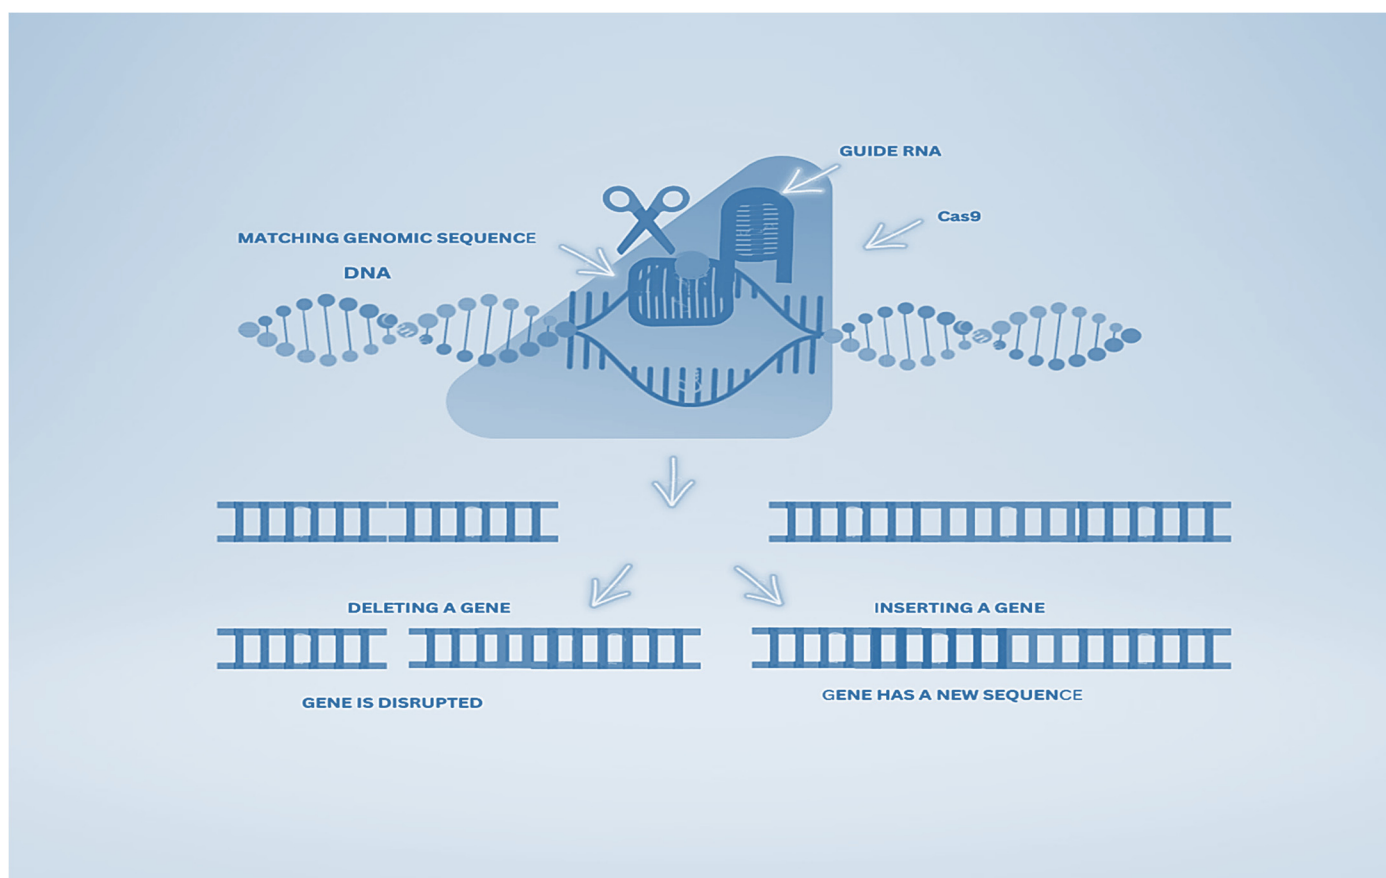 GUIDE RNA
Cas9
MATCHING GENOMIC SEQUENCE
DNA
DELETING A GENE
INSERTING A GENE
GENE IS DISRUPTED
GENE HAS A NEW SEQUENCE